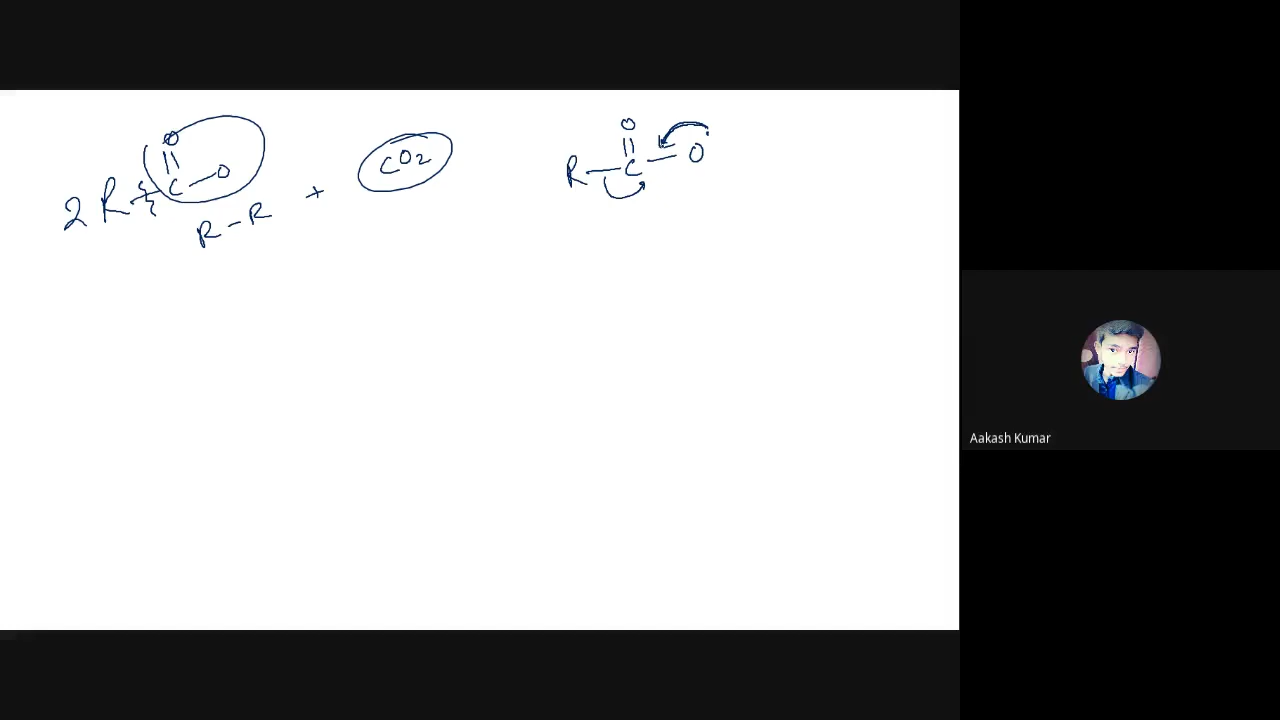 O O
|| ||
2 R - C - O + CO2 R - C - O
R - R
Aakash Kumar